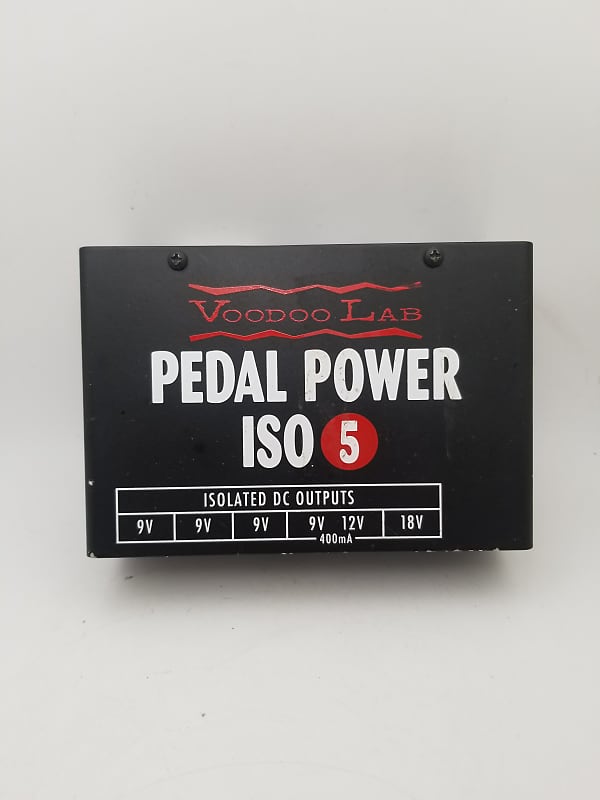 VOODOO LAB
PEDAL POWER
ISO 5
ISOLATED DC OUTPUTS
9V 9V 9V 9V 12V 18V
400mA